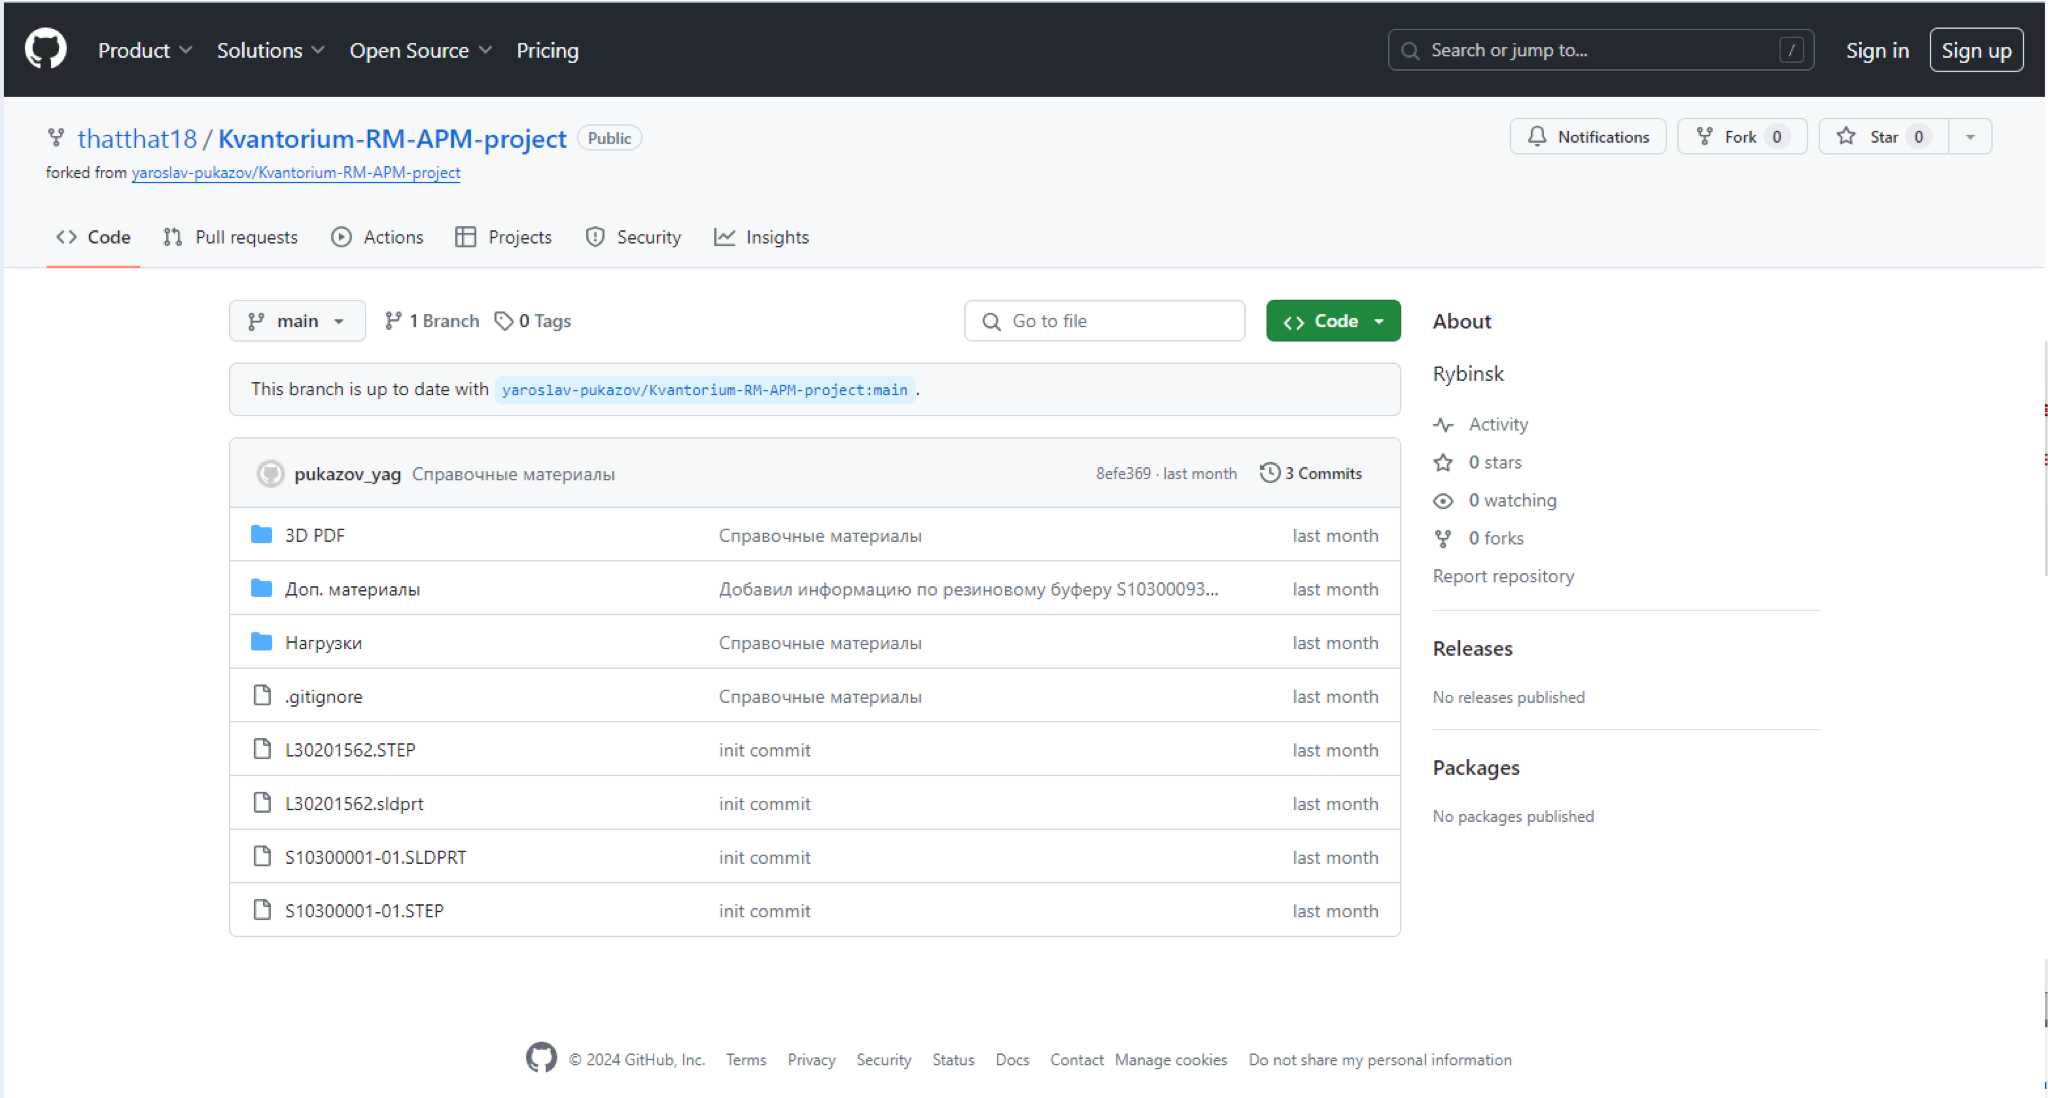 Product Solutions Open Source Pricing Search or jump to... / Sign in Sign up
thatthat18 / Kvantorium-RM-APM-project Public Notifications Fork 0 Star 0
forked from yaroslav-pukazov/Kvantorium-RM-APM-project
Code Pull requests Actions Projects Security Insights
main 1 Branch 0 Tags Go to file Code
This branch is up to date with yaroslav-pukazov/Kvantorium-RM-APM-project:main .
pukazov_yag Справочные материалы 8efe369 · last month 3 Commits
3D PDF Справочные материалы last month
Доп. материалы Добавил информацию по резиновому буферу S10300093... last month
Нагрузки Справочные материалы last month
.gitignore Справочные материалы last month
L30201562.STEP init commit last month
L30201562.sldprt init commit last month
S10300001-01.SLDPRT init commit last month
S10300001-01.STEP init commit last month
About
Rybinsk
Activity
0 stars
0 watching
0 forks
Report repository
Releases
No releases published
Packages
No packages published
© 2024 GitHub, Inc. Terms Privacy Security Status Docs Contact Manage cookies Do not share my personal information